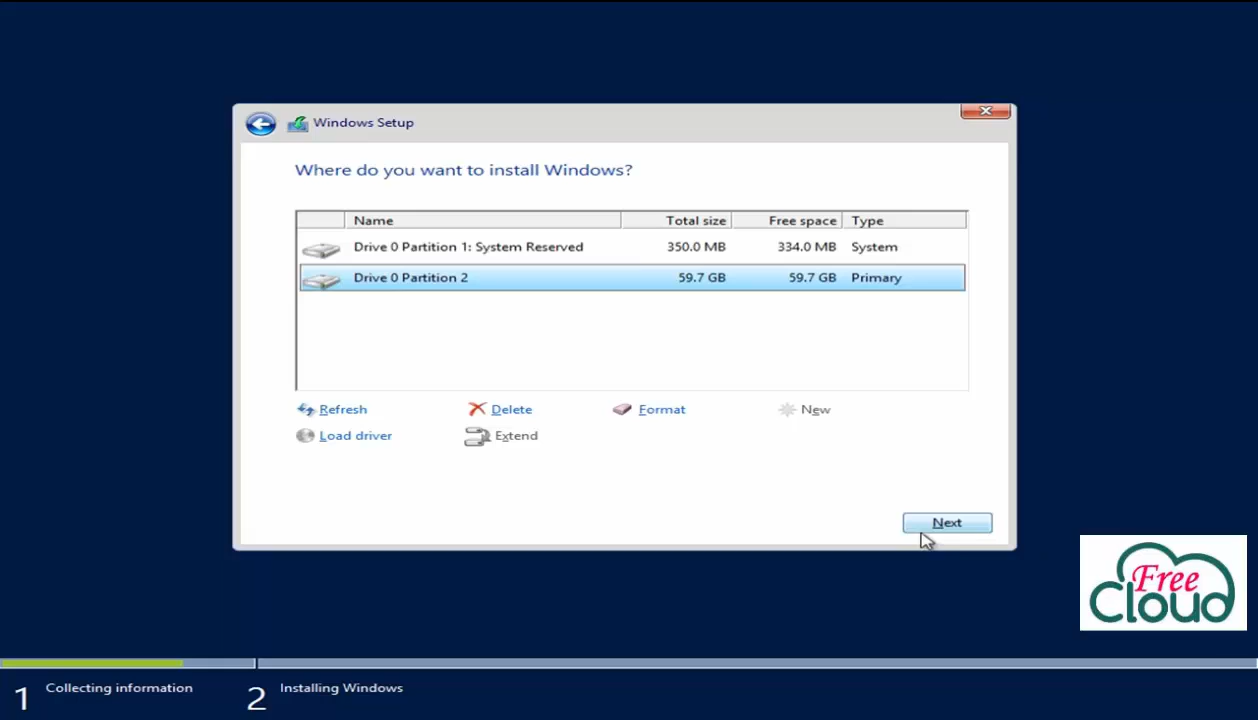 Windows Setup
Where do you want to install Windows?
Name Total size Free space Type
Drive 0 Partition 1: System Reserved 350.0 MB 334.0 MB System
Drive 0 Partition 2 59.7 GB 59.7 GB Primary
Refresh Delete Format New
Load driver Extend
Next
Free
Cloud
1 Collecting information 2 Installing Windows